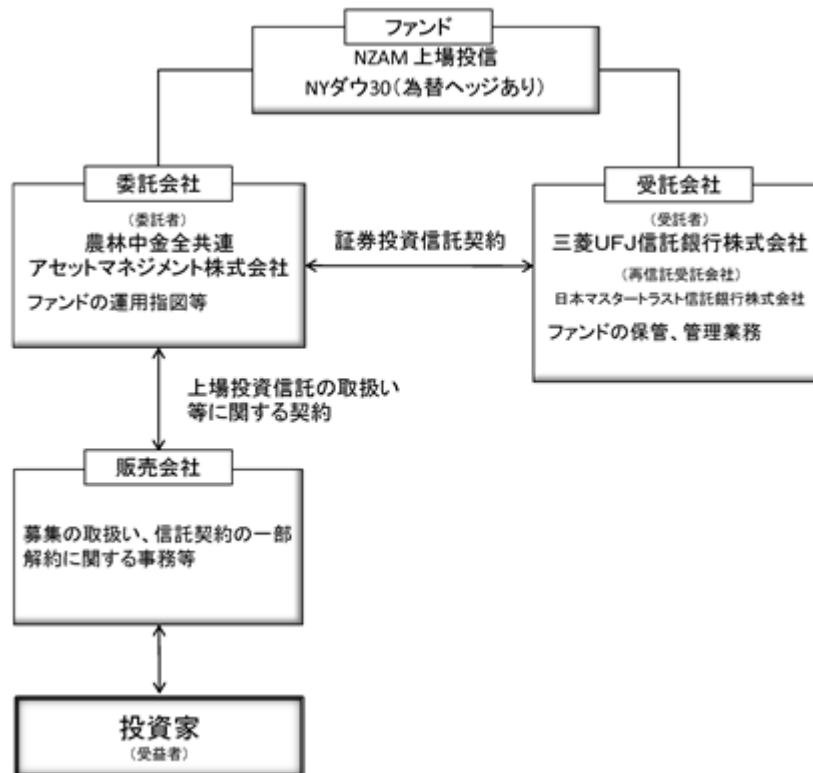 ファンド
NZAM 上場投信
NYダウ30(為替ヘッジあり)
委託会社
(委託者)
農林中金全共連
アセットマネジメント株式会社
ファンドの運用指図等
証券投資信託契約
受託会社
(受託者)
三菱UFJ信託銀行株式会社
(再信託受託会社)
日本マスタートラスト信託銀行株式会社
ファンドの保管、管理業務
上場投資信託の取扱い
等に関する契約
販売会社
募集の取扱い、信託契約の一部
解約に関する事務等
投資家
(受益者)